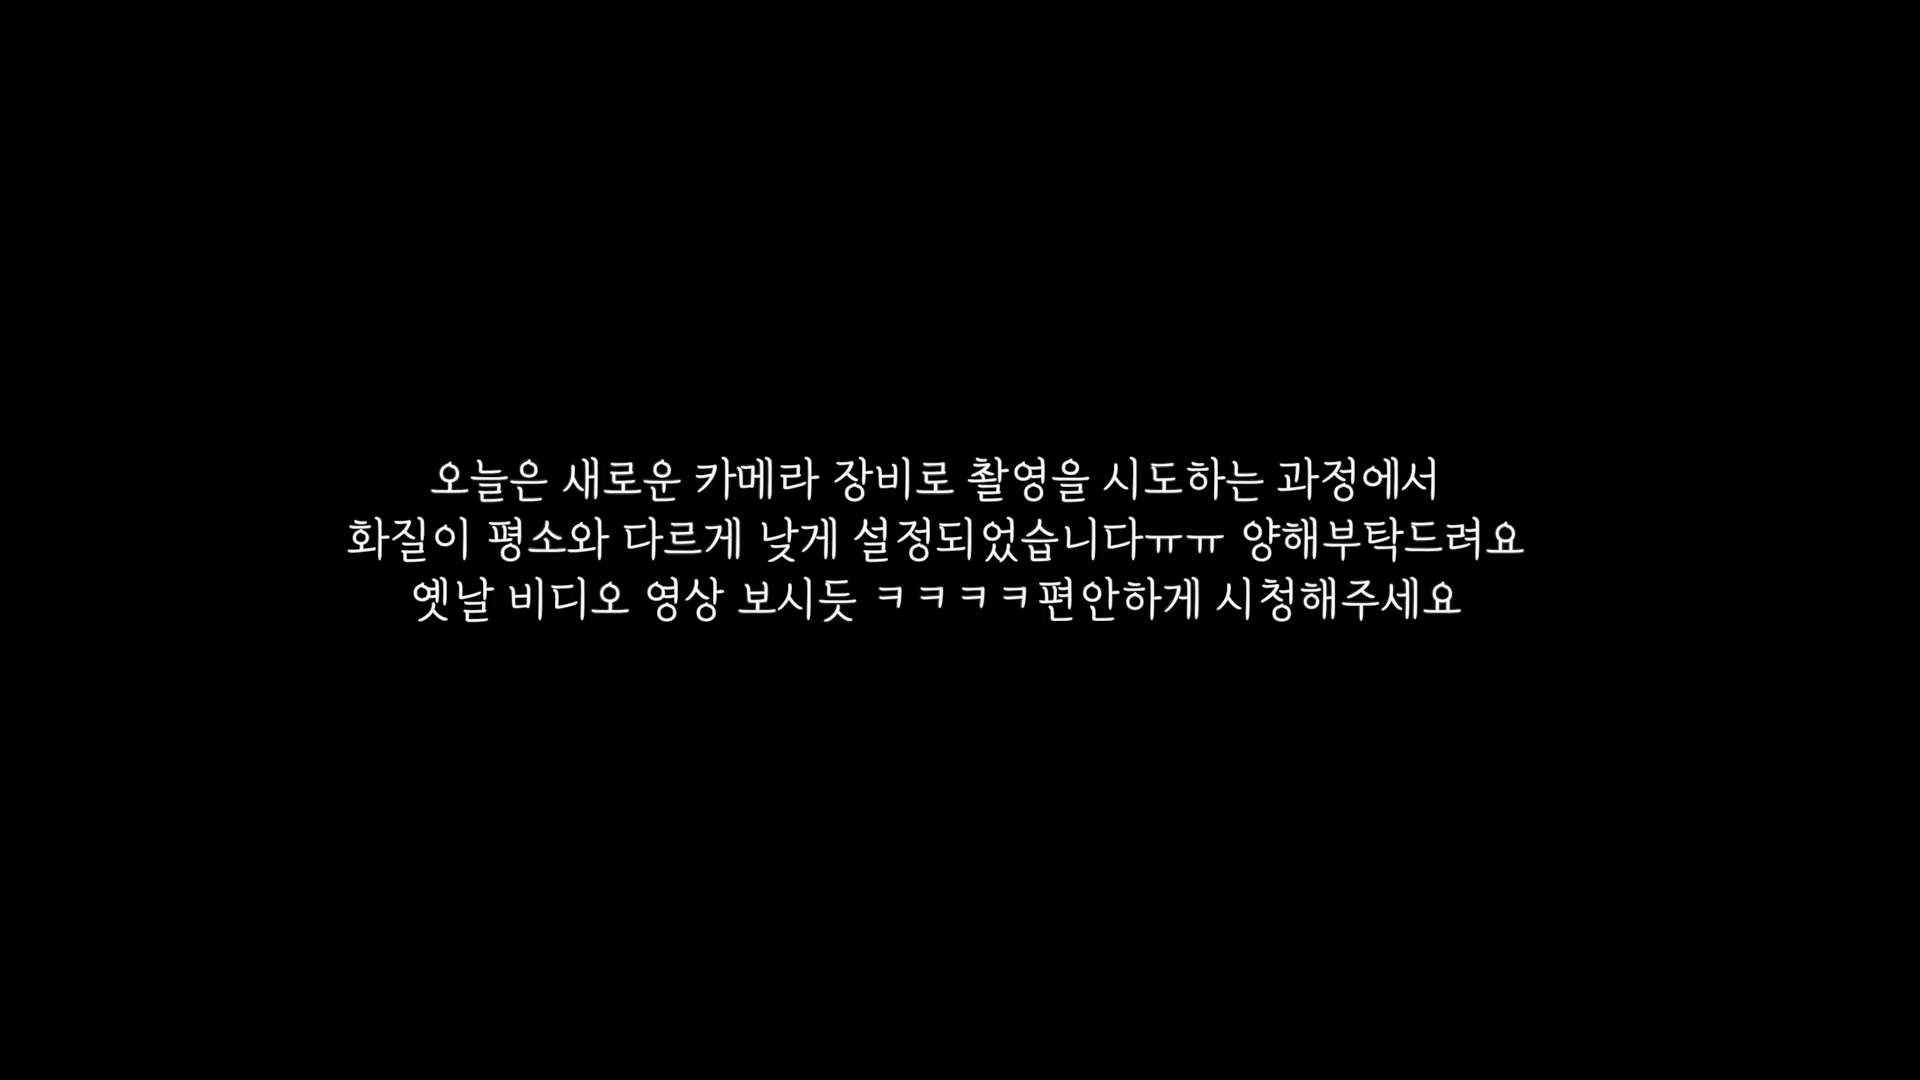 오늘은 새로운 카메라 장비로 촬영을 시도하는 과정에서
화질이 평소와 다르게 낮게 설정되었습니다ㅠㅠ 양해부탁드려요
옛날 비디오 영상 보시듯 ㅋㅋㅋㅋ편안하게 시청해주세요